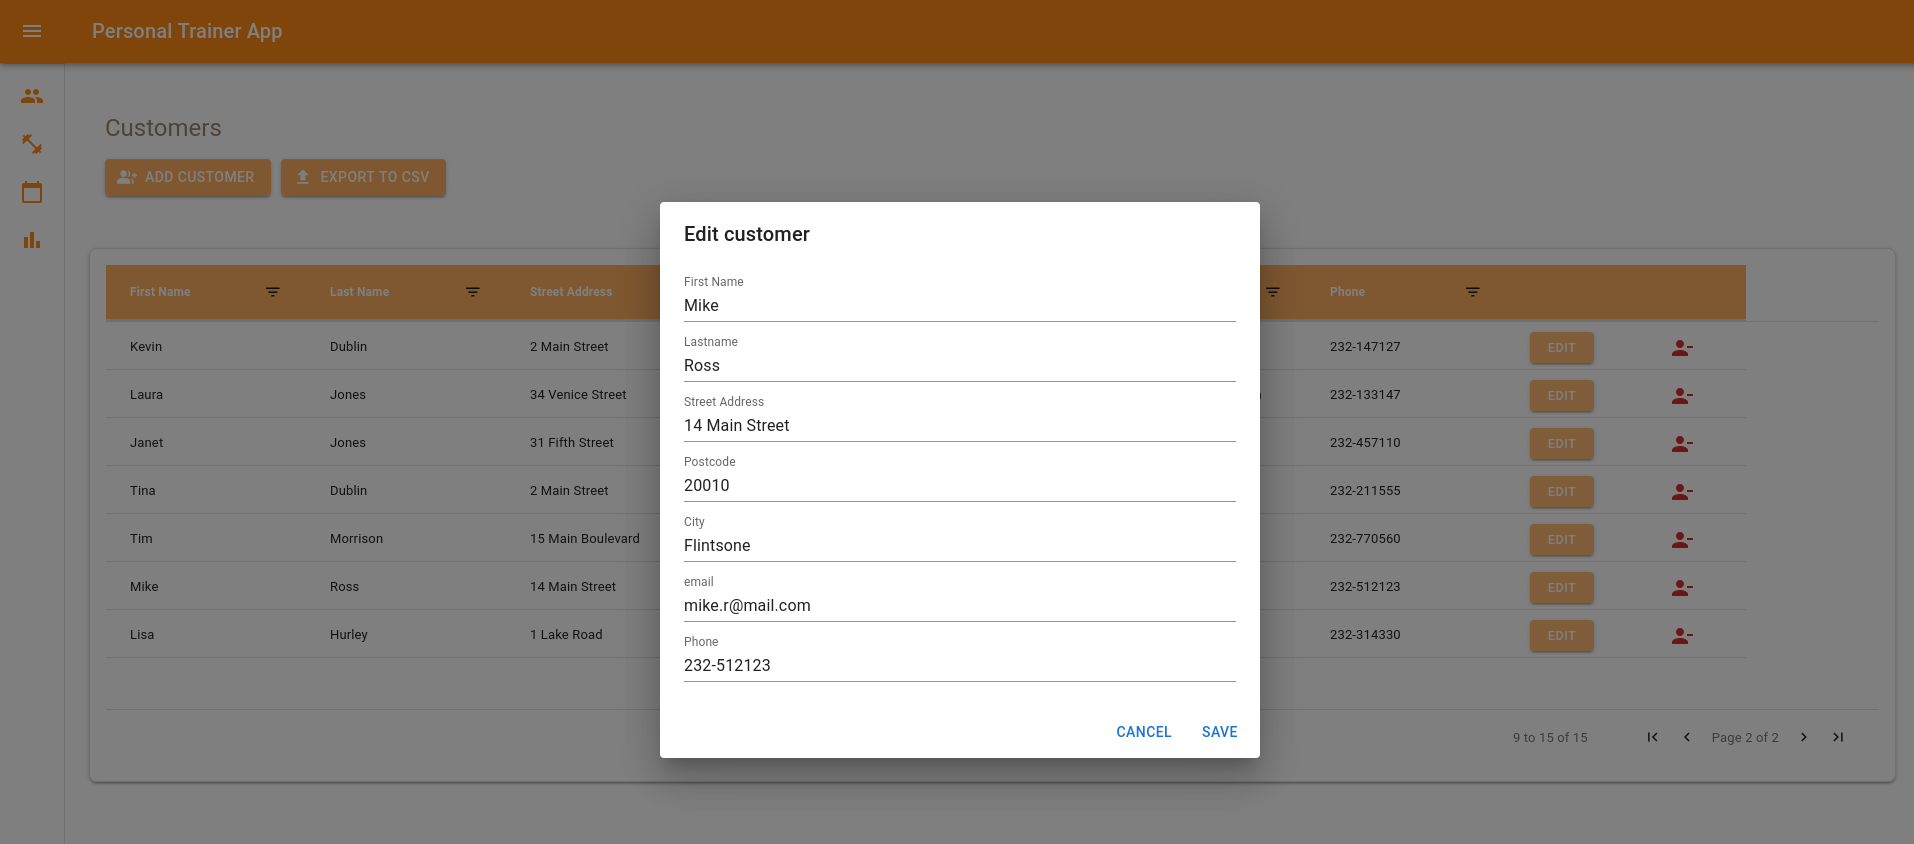 Personal Trainer App
Customers
ADD CUSTOMER EXPORT TO CSV
First Name Last Name Street Address Phone
Kevin Dublin 2 Main Street 232-147127 EDIT
Laura Jones 34 Venice Street 232-133147 EDIT
Janet Jones 31 Fifth Street 232-457110 EDIT
Tina Dublin 2 Main Street 232-211555 EDIT
Tim Morrison 15 Main Boulevard 232-770560 EDIT
Mike Ross 14 Main Street 232-512123 EDIT
Lisa Hurley 1 Lake Road 232-314330 EDIT
9 to 15 of 15 Page 2 of 2
Edit customer
First Name
Mike
Lastname
Ross
Street Address
14 Main Street
Postcode
20010
City
Flintsone
email
mike.r@mail.com
Phone
232-512123
CANCEL SAVE